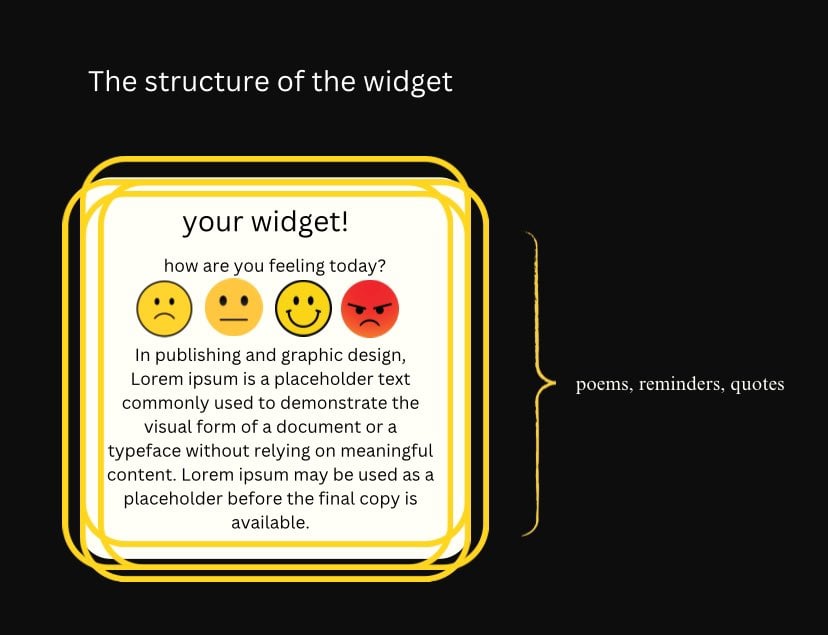 The structure of the widget
your widget!
how are you feeling today?
In publishing and graphic design,
Lorem ipsum is a placeholder text
commonly used to demonstrate the
visual form of a document or a
typeface without relying on meaningful
content. Lorem ipsum may be used as a
placeholder before the final copy is
available.
poems, reminders, quotes